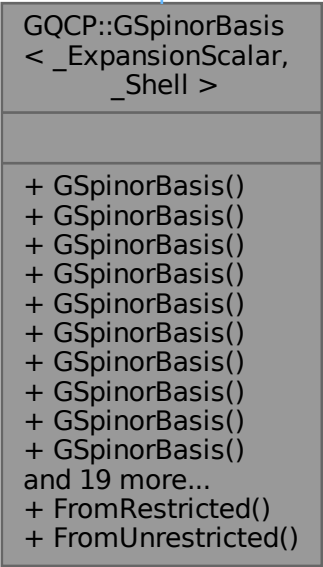 GQCP::GSpinorBasis
< _ExpansionScalar,
_Shell >
+ GSpinorBasis()
+ GSpinorBasis()
+ GSpinorBasis()
+ GSpinorBasis()
+ GSpinorBasis()
+ GSpinorBasis()
+ GSpinorBasis()
+ GSpinorBasis()
+ GSpinorBasis()
+ GSpinorBasis()
and 19 more...
+ FromRestricted()
+ FromUnrestricted()